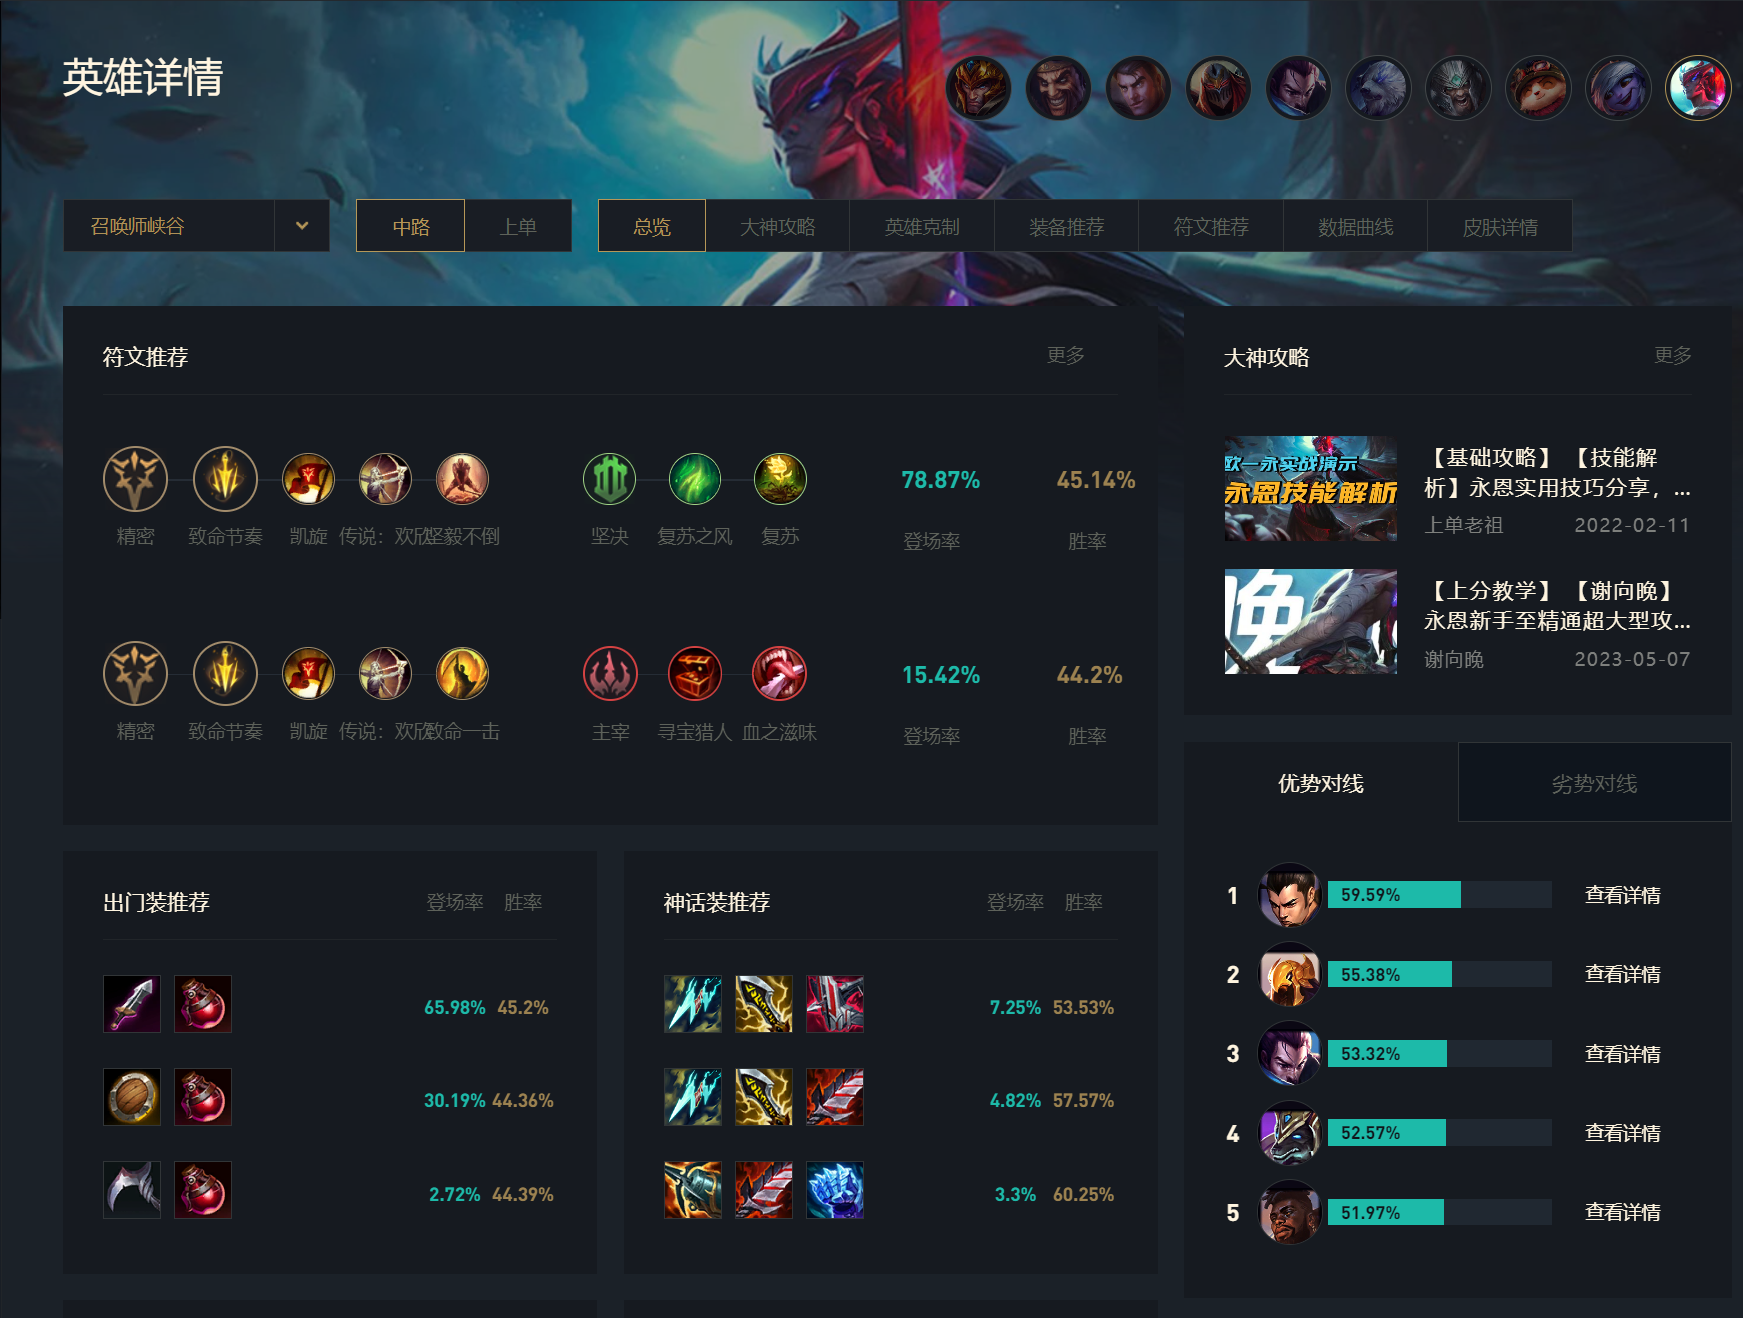 英雄详情
召唤师峡谷
中路
上单
总览
大神攻略
英雄克制
装备推荐
符文推荐
数据曲线
皮肤详情
符文推荐
更多
精密
致命节奏
凯旋
传说：欢欣
坚毅不倒
坚决
复苏之风
复苏
78.87%
登场率
45.14%
胜率
精密
致命节奏
凯旋
传说：欢欣
致命一击
主宰
寻宝猎人
血之滋味
15.42%
登场率
44.2%
胜率
大神攻略
更多
欧一永实战演示
永恩技能解析
【基础攻略】 【技能解
析】永恩实用技巧分享，...
上单老祖
2022-02-11
晚
【上分教学】 【谢向晚】
永恩新手至精通超大型攻...
谢向晚
2023-05-07
出门装推荐
登场率
胜率
65.98% 45.2%
30.19% 44.36%
2.72% 44.39%
神话装推荐
登场率
胜率
7.25% 53.53%
4.82% 57.57%
3.3% 60.25%
优势对线
劣势对线
1
59.59%
查看详情
2
55.38%
查看详情
3
53.32%
查看详情
4
52.57%
查看详情
5
51.97%
查看详情